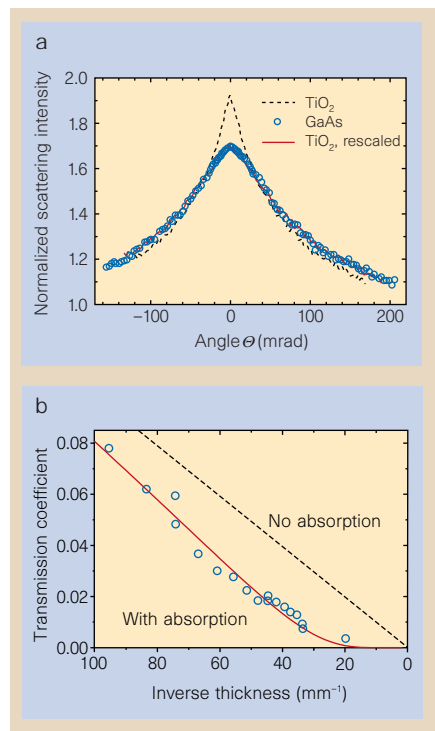 a
Normalized scattering intensity
2.0
1.8
1.6
1.4
1.2
1.0
TiO₂
GaAs
TiO₂, rescaled
−100 0 100 200
Angle Θ (mrad)
b
Transmission coefficient
0.08
0.06
0.04
0.02
0.00
No absorption
With absorption
100 80 60 40 20 0
Inverse thickness (mm⁻¹)